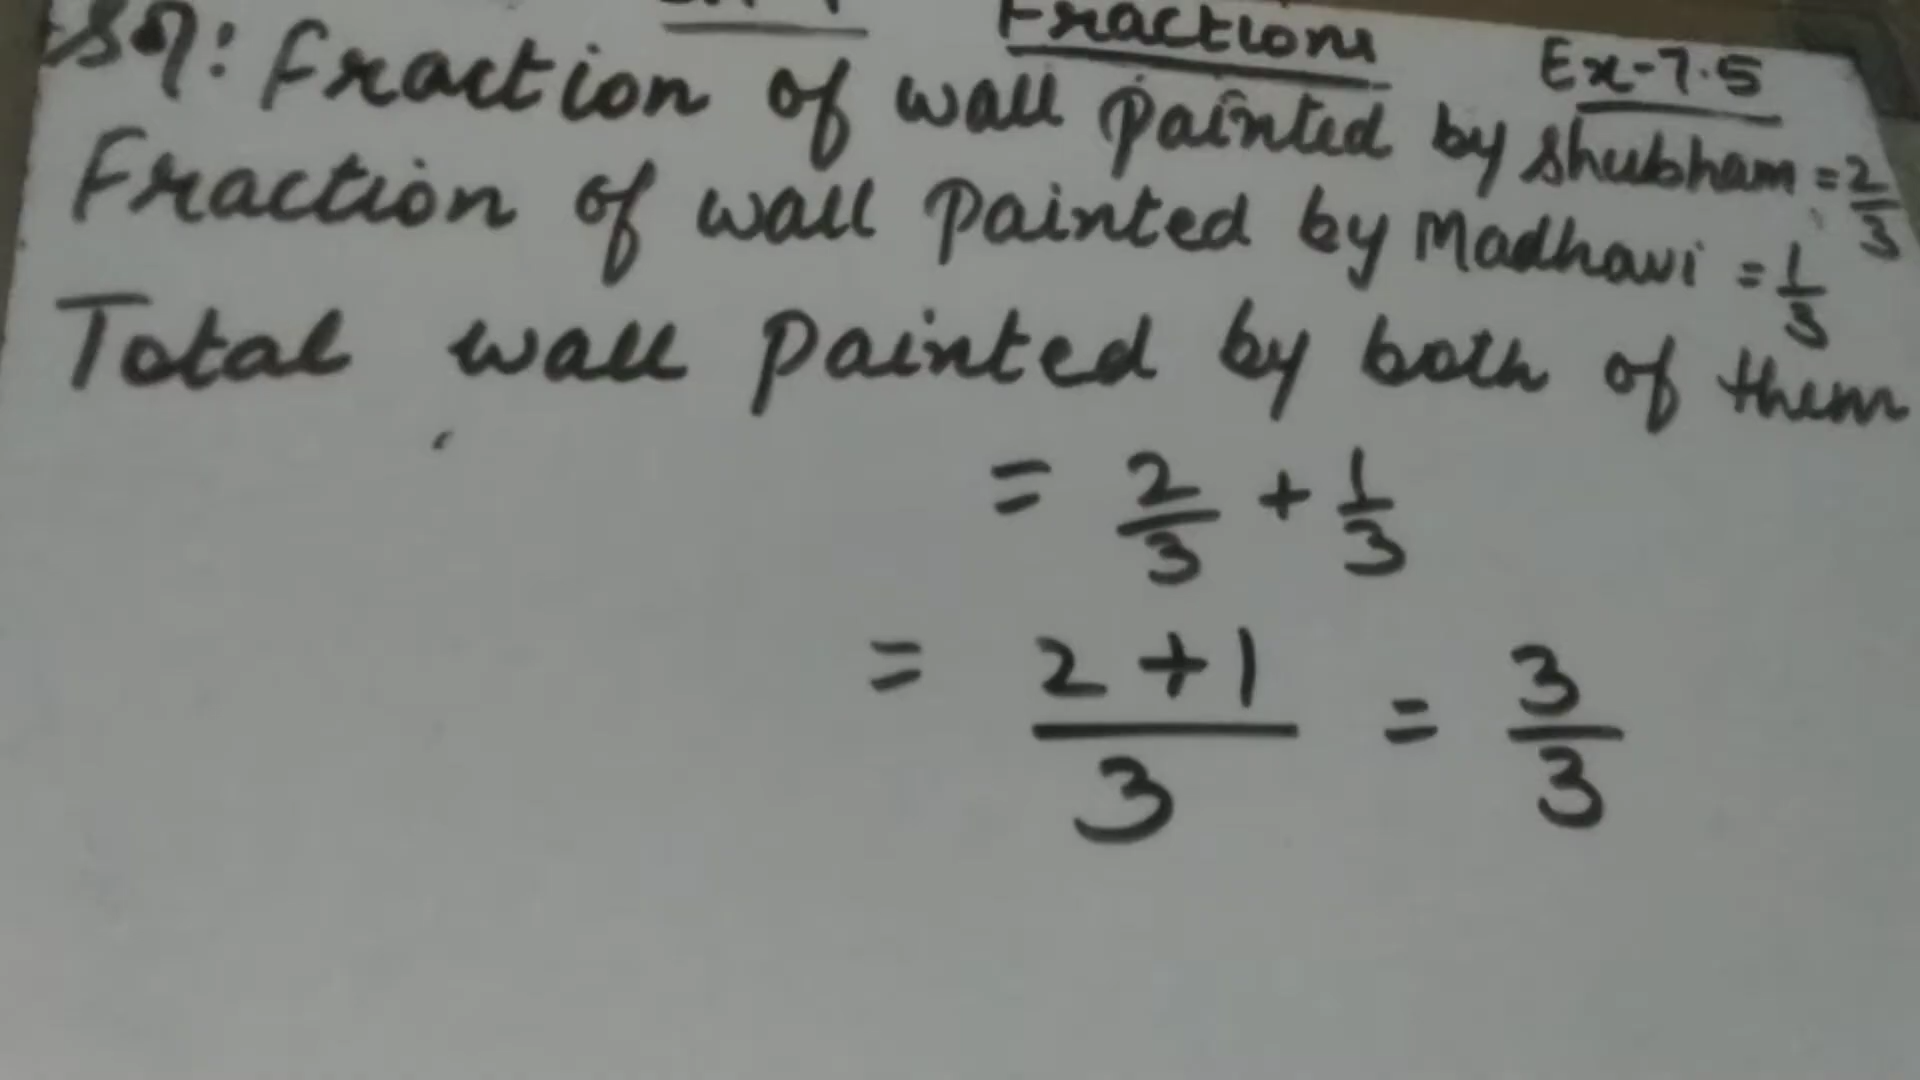 Fractions Ex-7.5
Fraction of wall painted by Shubham = 2/3
Fraction of wall painted by Madhavi = 1/3
Total wall painted by both of them
= 2/3 + 1/3
= 2+1/3 = 3/3